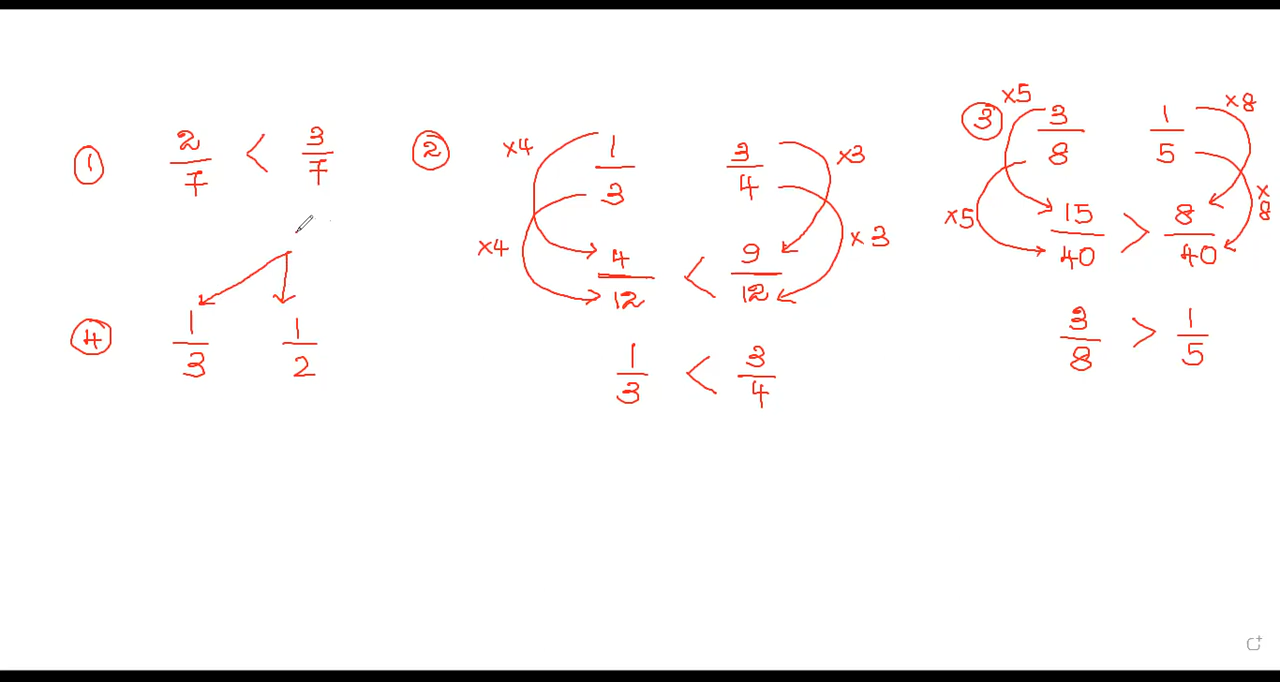 ① 2/7 < 3/7
④ 1/3 1/2
② 1/3 3/4
×4 ×3
×4 ×3
4/12 < 9/12
1/3 < 3/4
③ 3/8 1/5
×5 ×8
×5 ×8
15/40 > 8/40
3/8 > 1/5